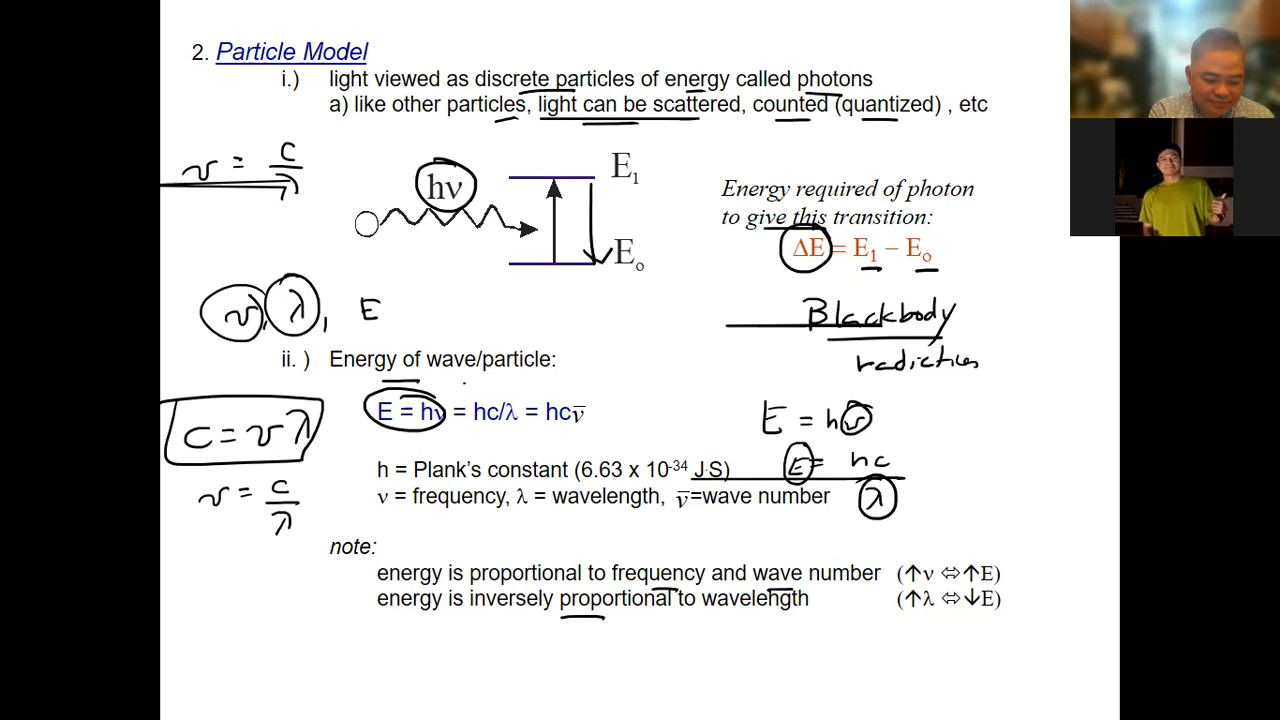 2. Particle Model
i.) light viewed as discrete particles of energy called photons
a) like other particles, light can be scattered, counted (quantized) , etc
ν = c/λ
hν
E1
Eo
Energy required of photon
to give this transition:
ΔE = E1 − Eo
ν, λ, E
Blackbody
radiation
ii. ) Energy of wave/particle:
E = hν = hc/λ = hcν̅
C = νλ
E = hν
E = hc/λ
h = Plank's constant (6.63 x 10-34 J.S)
ν = frequency, λ = wavelength, ν̅=wave number
ν = c/λ
note:
energy is proportional to frequency and wave number (↑ν ⇔↑E)
energy is inversely proportional to wavelength (↑λ ⇔↓E)